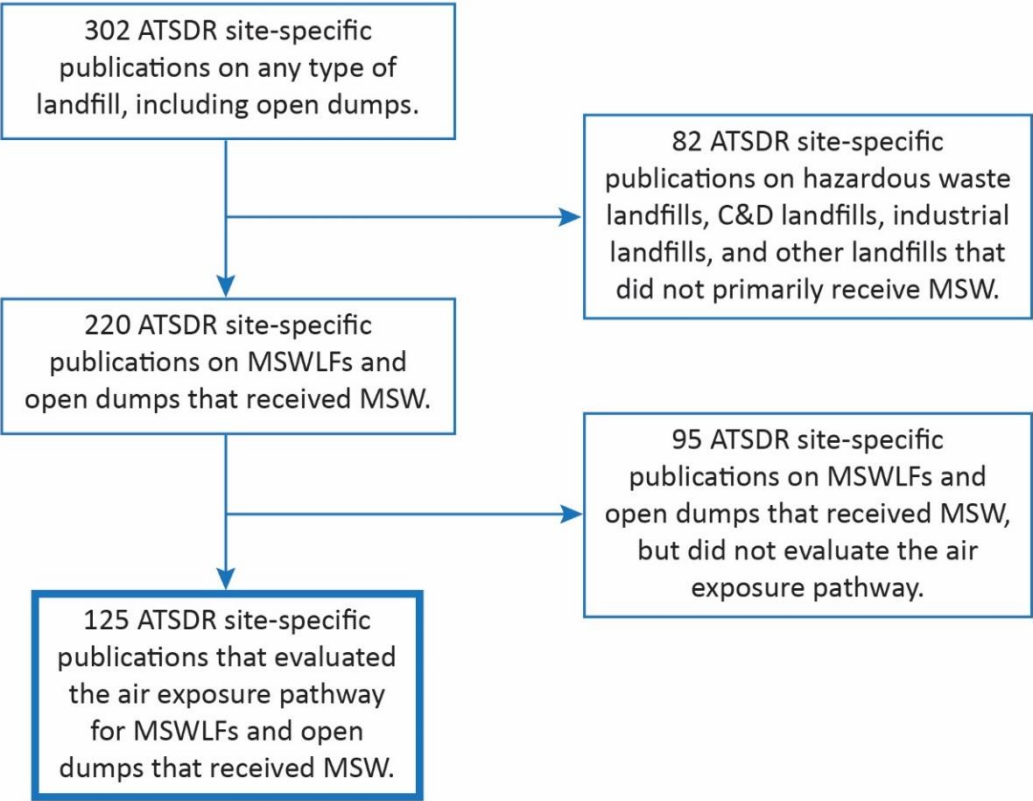 302 ATSDR site-specific
publications on any type of
landfill, including open dumps.
82 ATSDR site-specific
publications on hazardous waste
landfills, C&D landfills, industrial
landfills, and other landfills that
did not primarily receive MSW.
220 ATSDR site-specific
publications on MSWLFs and
open dumps that received MSW.
95 ATSDR site-specific
publications on MSWLFs and
open dumps that received MSW,
but did not evaluate the air
exposure pathway.
125 ATSDR site-specific
publications that evaluated
the air exposure pathway
for MSWLFs and open
dumps that received MSW.